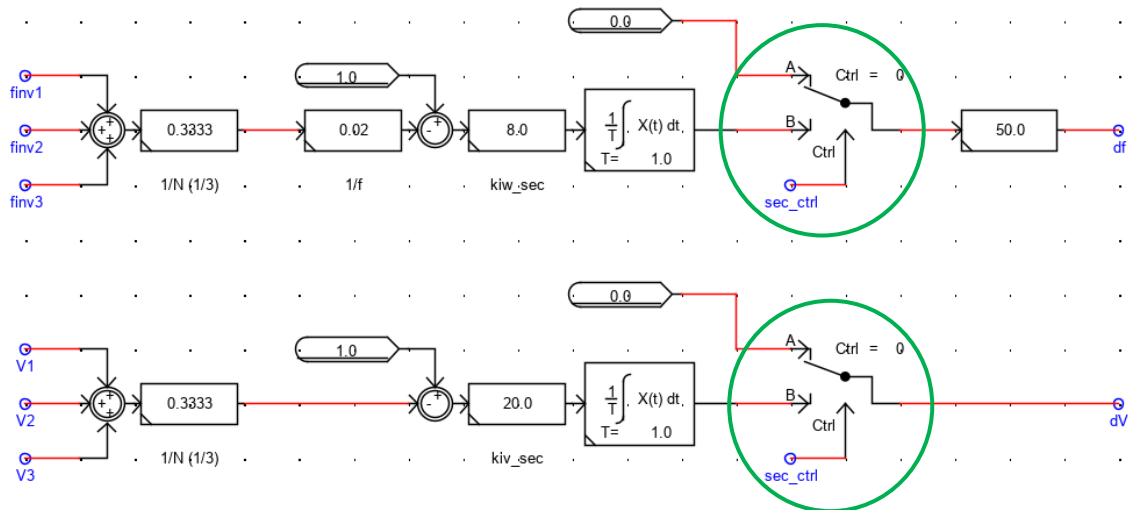 0.0
A
Ctrl = 0
finv1
1.0
+
+
+
+
-
finv2
0.3333
0.02
8.0
1/T ∫ X(t) dt
T= 1.0
B
50.0
df
Ctrl
finv3
1/N (1/3)
1/f
kiw_sec
sec_ctrl
0.0
A
Ctrl = 0
V1
1.0
+
+
+
+
-
V2
0.3333
20.0
1/T ∫ X(t) dt
T= 1.0
B
dV
Ctrl
V3
1/N (1/3)
kiv_sec
sec_ctrl